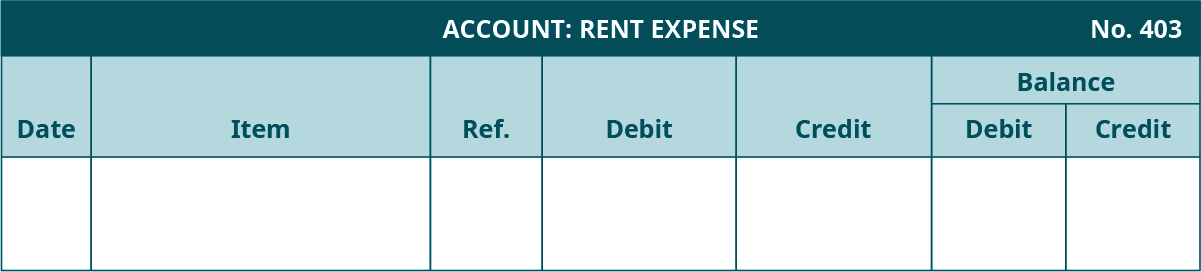 ACCOUNT: RENT EXPENSE No. 403
Balance
Date Item Ref. Debit Credit Debit Credit